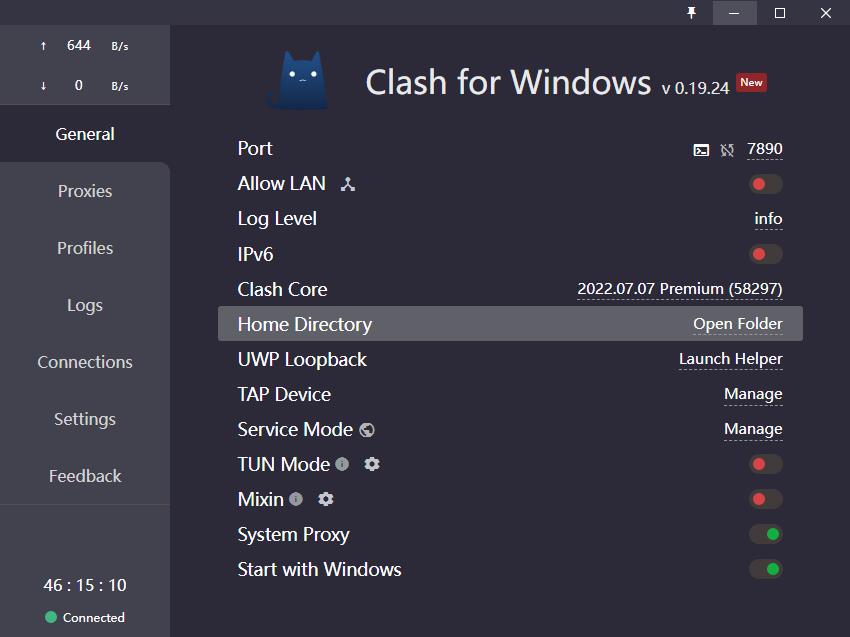 ↑ 644 B/s
↓ 0 B/s
General
Proxies
Profiles
Logs
Connections
Settings
Feedback
46 : 15 : 10
Connected
Clash for Windows v 0.19.24 New
Port 7890
Allow LAN
Log Level info
IPv6
Clash Core 2022.07.07 Premium (58297)
Home Directory Open Folder
UWP Loopback Launch Helper
TAP Device Manage
Service Mode Manage
TUN Mode
Mixin
System Proxy
Start with Windows